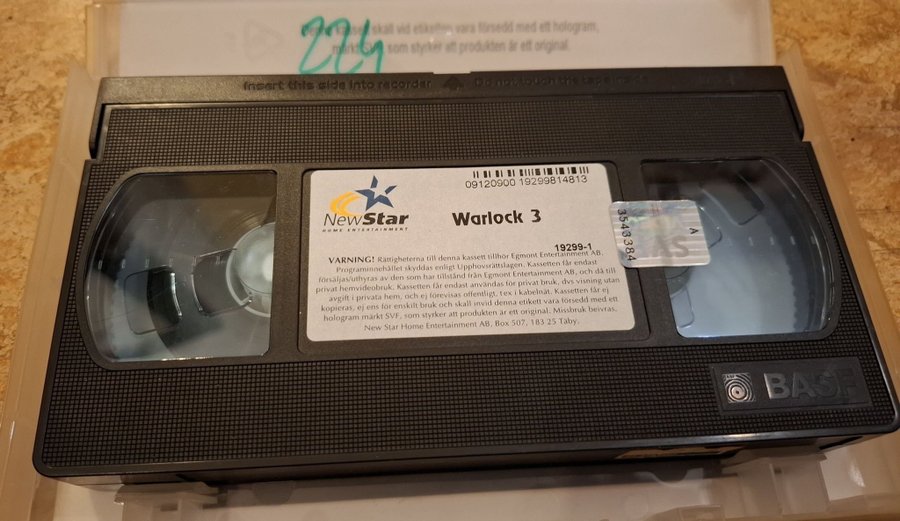 224
denna kassett skall vid etiketten vara försedd med ett hologram,
märkt SVF, som styrker att produkten är ett original.
Insert this side into recorder Do not touch the tape inside
09120900 19299814813
NewStar
HOME ENTERTAINMENT
Warlock 3
19299-1
VARNING! Rättigheterna till denna kassett tillhör Egmont Entertainment AB.
Programinnehållet skyddas enligt Upphovsrättslagen. Kassetten får endast
försäljas/uthyras av den som har tillstånd från Egmont Entertainment AB, och då till
privat hemvideobruk. Kassetten får endast användas för privat bruk, dvs visning utan
avgift i privata hem, och ej förevisas offentligt, tex i kabelnät. Kassetten får ej
kopieras, ej ens för enskilt bruk och skall invid denna etikett vara försedd med ett
hologram märkt SVF, som styrker att produkten är ett original. Missbruk beivras.
New Star Home Entertainment AB, Box 507, 183 25 Täby.
A
3543384
BASF